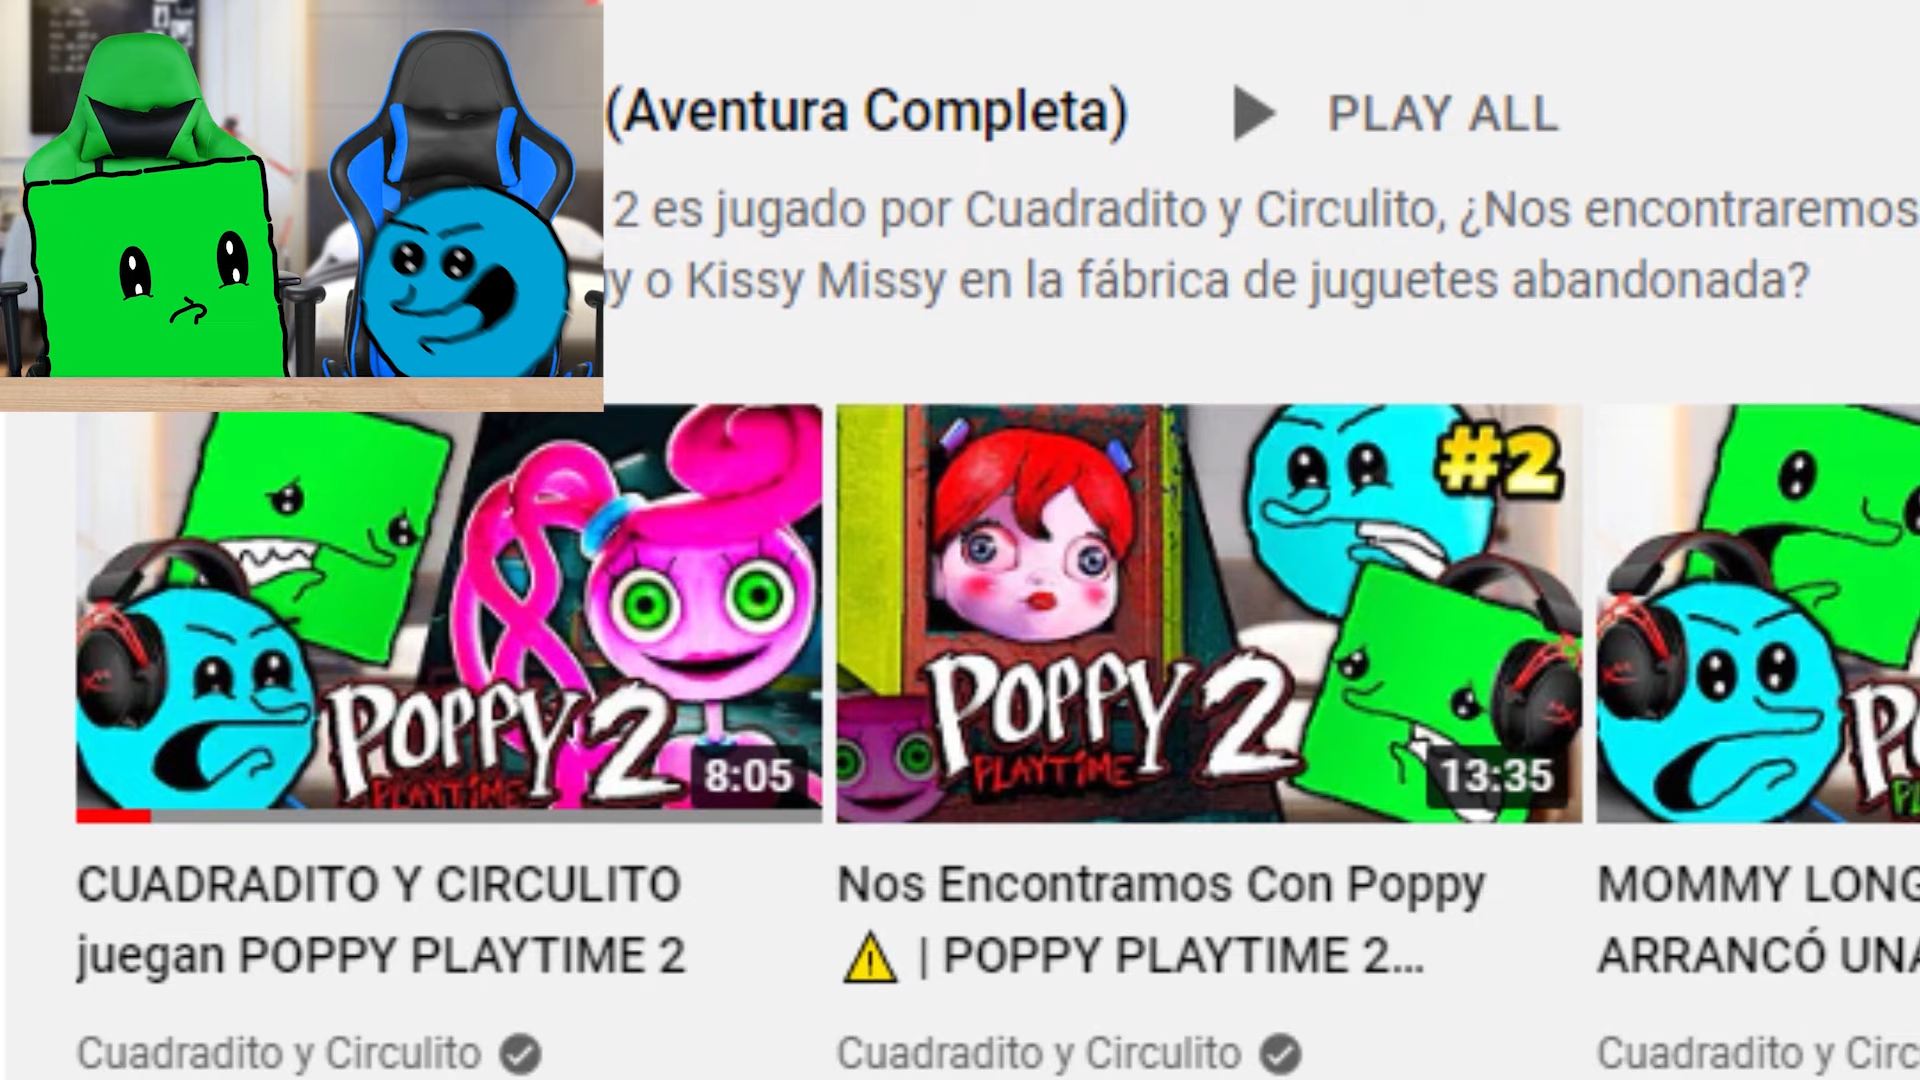 (Aventura Completa) PLAY ALL
2 es jugado por Cuadradito y Circulito, ¿Nos encontraremos
y o Kissy Missy en la fábrica de juguetes abandonada?
#2
POPPY 2
PLAYTIME
8:05
POPPY 2
PLAYTIME
13:35
CUADRADITO Y CIRCULITO
juegan POPPY PLAYTIME 2
Cuadradito y Circulito
Nos Encontramos Con Poppy
⚠️ | POPPY PLAYTIME 2...
Cuadradito y Circulito
MOMMY LONG
ARRANCÓ UNA
Cuadradito y Circ